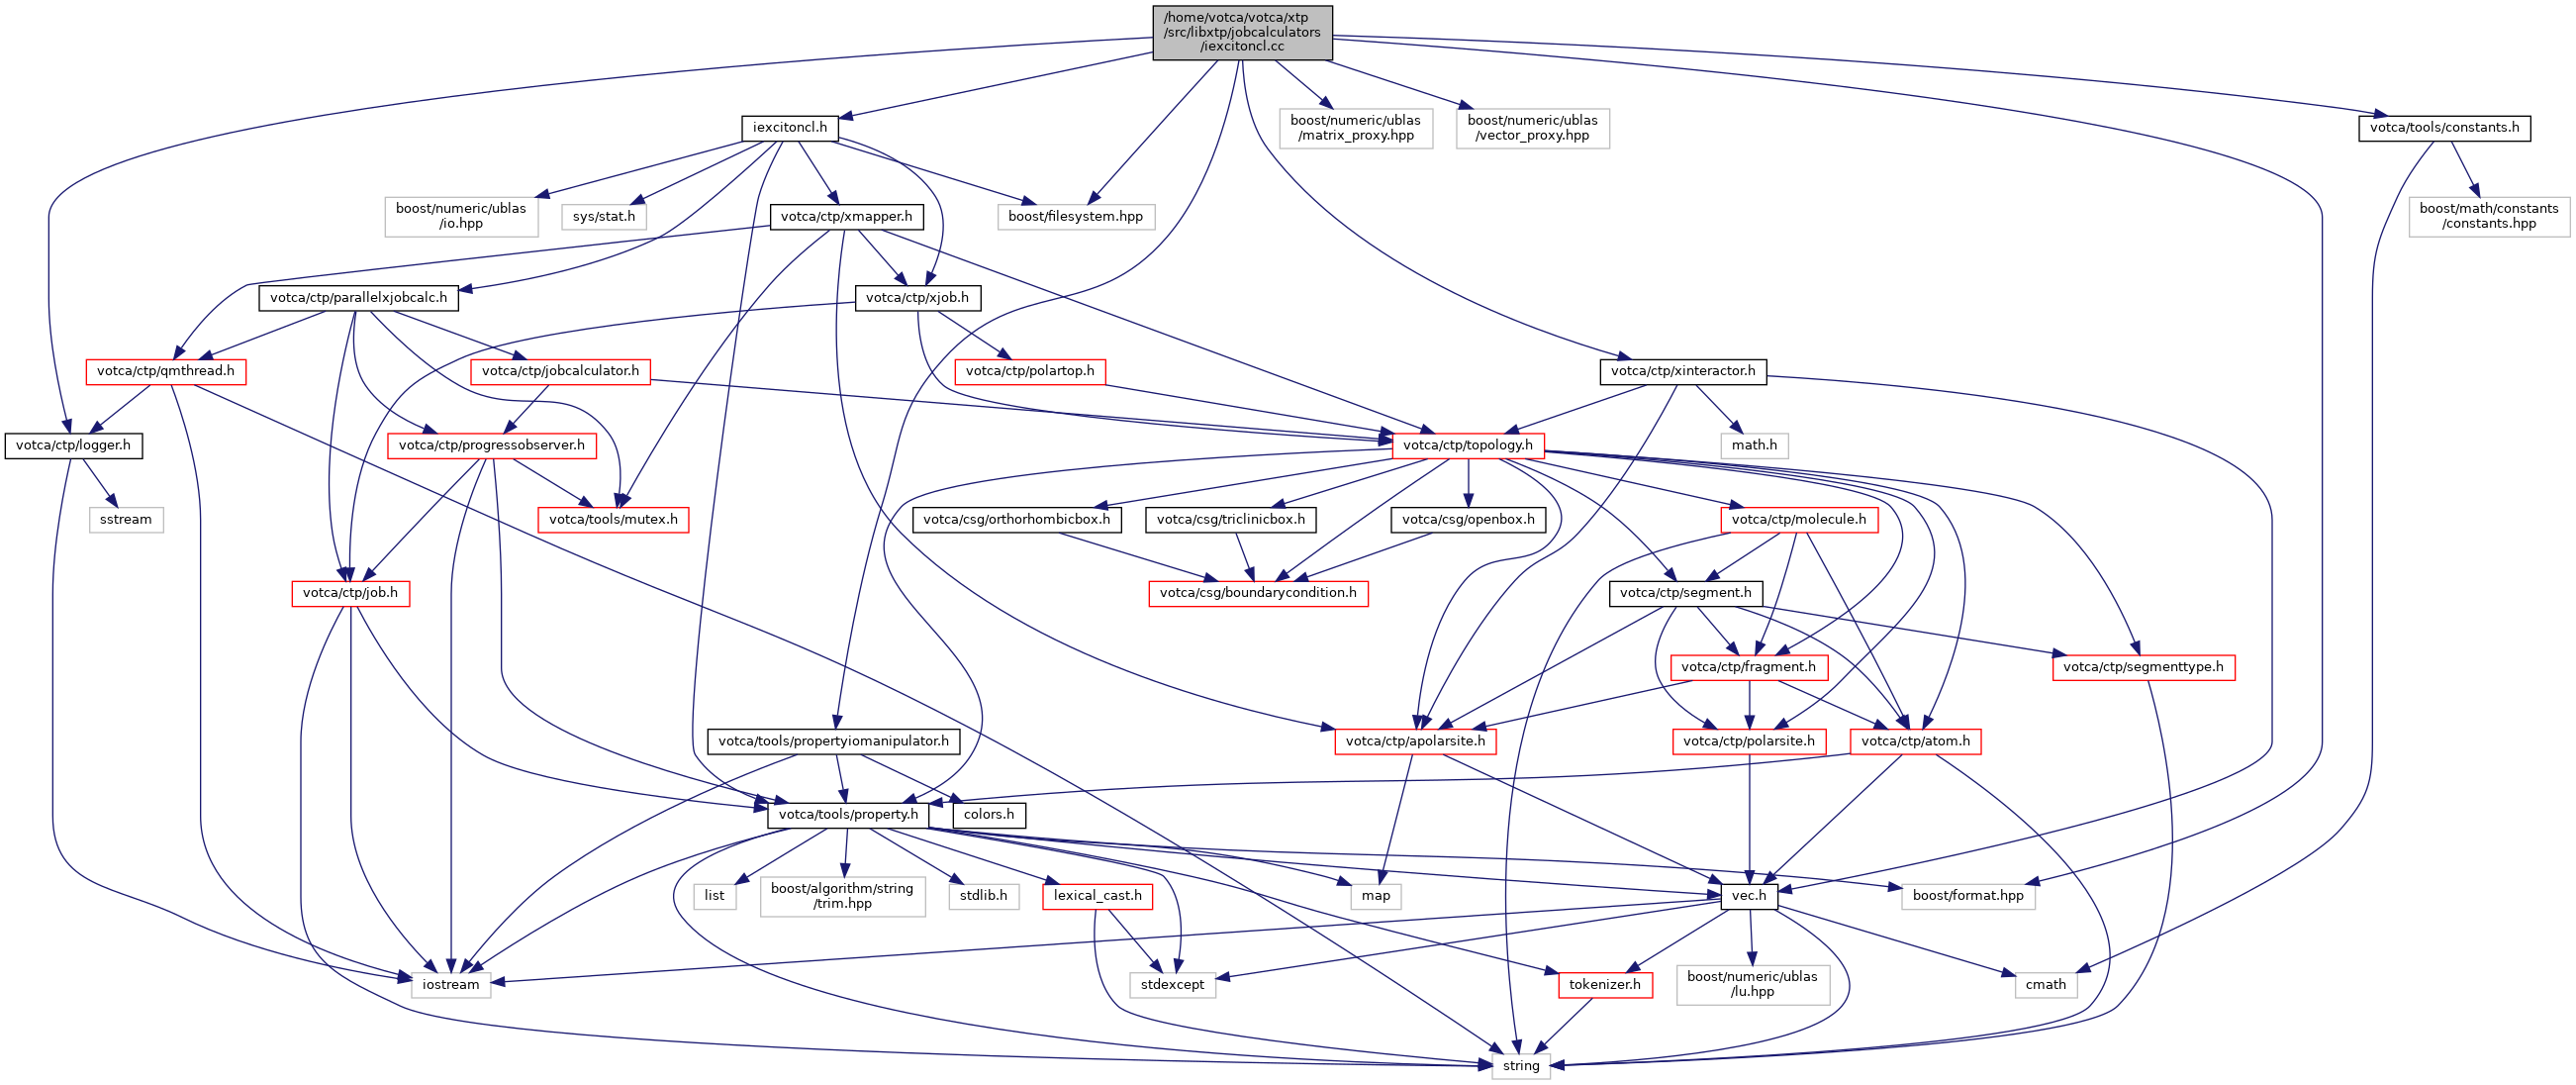 /home/votca/votca/xtp
/src/libxtp/jobcalculators
/iexcitoncl.cc
iexcitoncl.h
boost/numeric/ublas
/matrix_proxy.hpp
boost/numeric/ublas
/vector_proxy.hpp
votca/tools/constants.h
boost/numeric/ublas
/io.hpp
sys/stat.h
votca/ctp/xmapper.h
boost/filesystem.hpp
boost/math/constants
/constants.hpp
votca/ctp/parallelxjobcalc.h
votca/ctp/xjob.h
votca/ctp/qmthread.h
votca/ctp/jobcalculator.h
votca/ctp/polartop.h
votca/ctp/xinteractor.h
votca/ctp/logger.h
votca/ctp/progressobserver.h
votca/ctp/topology.h
math.h
sstream
votca/tools/mutex.h
votca/csg/orthorhombicbox.h
votca/csg/triclinicbox.h
votca/csg/openbox.h
votca/ctp/molecule.h
votca/ctp/job.h
votca/csg/boundarycondition.h
votca/ctp/segment.h
votca/ctp/fragment.h
votca/ctp/segmenttype.h
votca/tools/propertyiomanipulator.h
votca/ctp/apolarsite.h
votca/ctp/polarsite.h
votca/ctp/atom.h
votca/tools/property.h
colors.h
list
boost/algorithm/string
/trim.hpp
stdlib.h
lexical_cast.h
map
vec.h
boost/format.hpp
iostream
stdexcept
tokenizer.h
boost/numeric/ublas
/lu.hpp
cmath
string